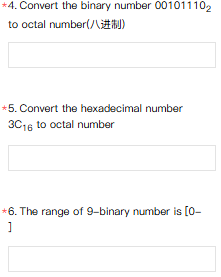 *4. Convert the binary number 00101110₂
to octal number(八进制)
*5. Convert the hexadecimal number
3C₁₆ to octal number
*6. The range of 9-binary number is [0-
]